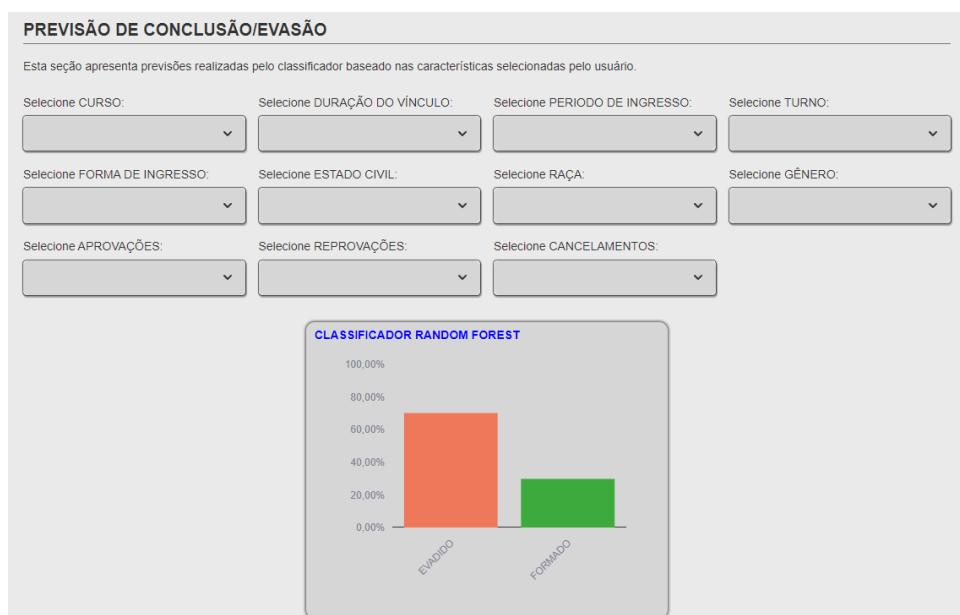 PREVISÃO DE CONCLUSÃO/EVASÃO
Esta seção apresenta previsões realizadas pelo classificador baseado nas características selecionadas pelo usuário.
Selecione CURSO:
Selecione DURAÇÃO DO VÍNCULO:
Selecione PERIODO DE INGRESSO:
Selecione TURNO:
Selecione FORMA DE INGRESSO:
Selecione ESTADO CIVIL:
Selecione RAÇA:
Selecione GÊNERO:
Selecione APROVAÇÕES:
Selecione REPROVAÇÕES:
Selecione CANCELAMENTOS:
CLASSIFICADOR RANDOM FOREST
100,00%
80,00%
60,00%
40,00%
20,00%
0,00%
EVADIDO
FORMADO